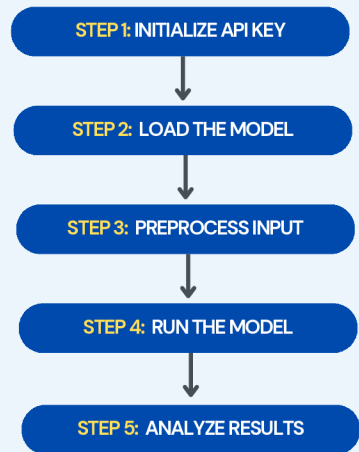 STEP 1: INITIALIZE API KEY
STEP 2: LOAD THE MODEL
STEP 3: PREPROCESS INPUT
STEP 4: RUN THE MODEL
STEP 5: ANALYZE RESULTS